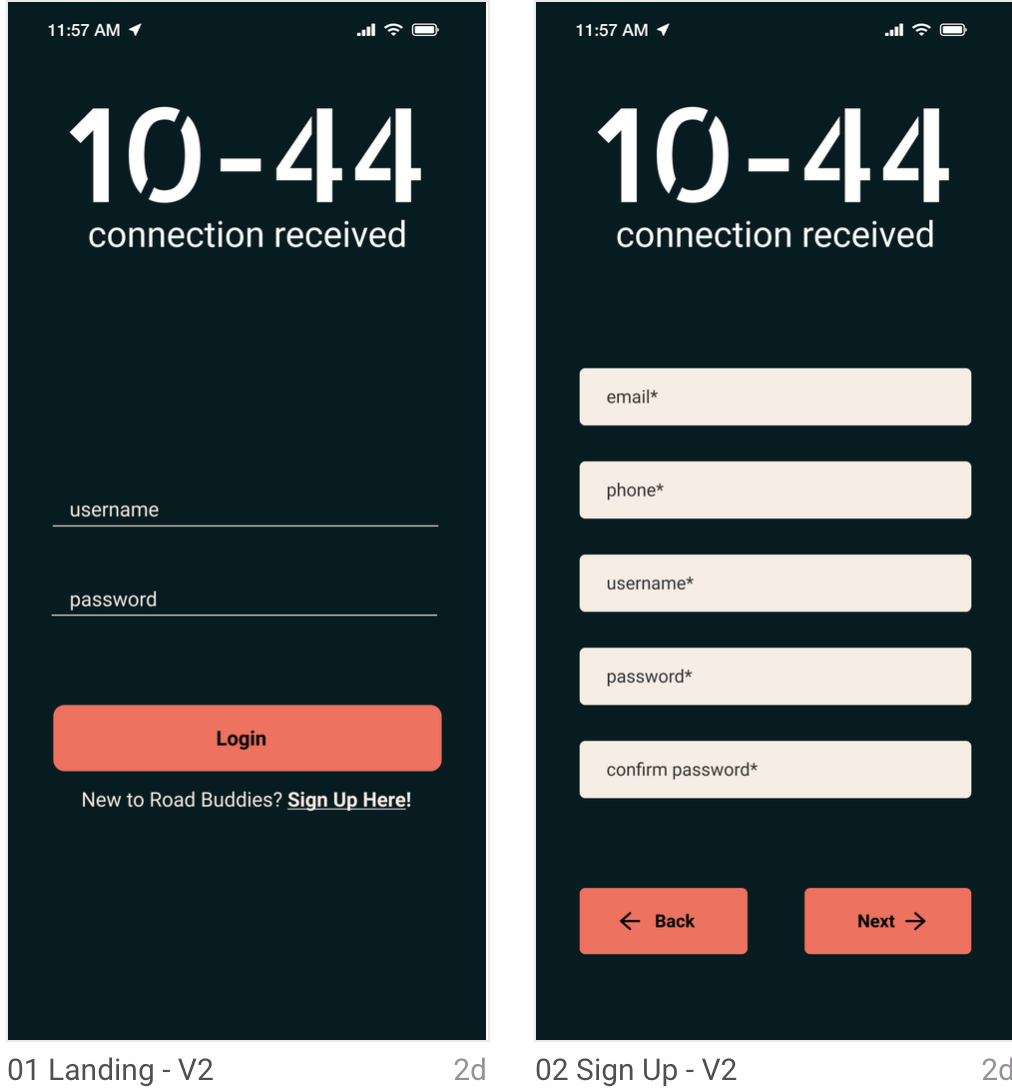 11:57 AM
10-44
connection received
username
password
Login
New to Road Buddies? Sign Up Here!
01 Landing - V2
2d
11:57 AM
10-44
connection received
email*
phone*
username*
password*
confirm password*
Back
Next
02 Sign Up - V2
2d